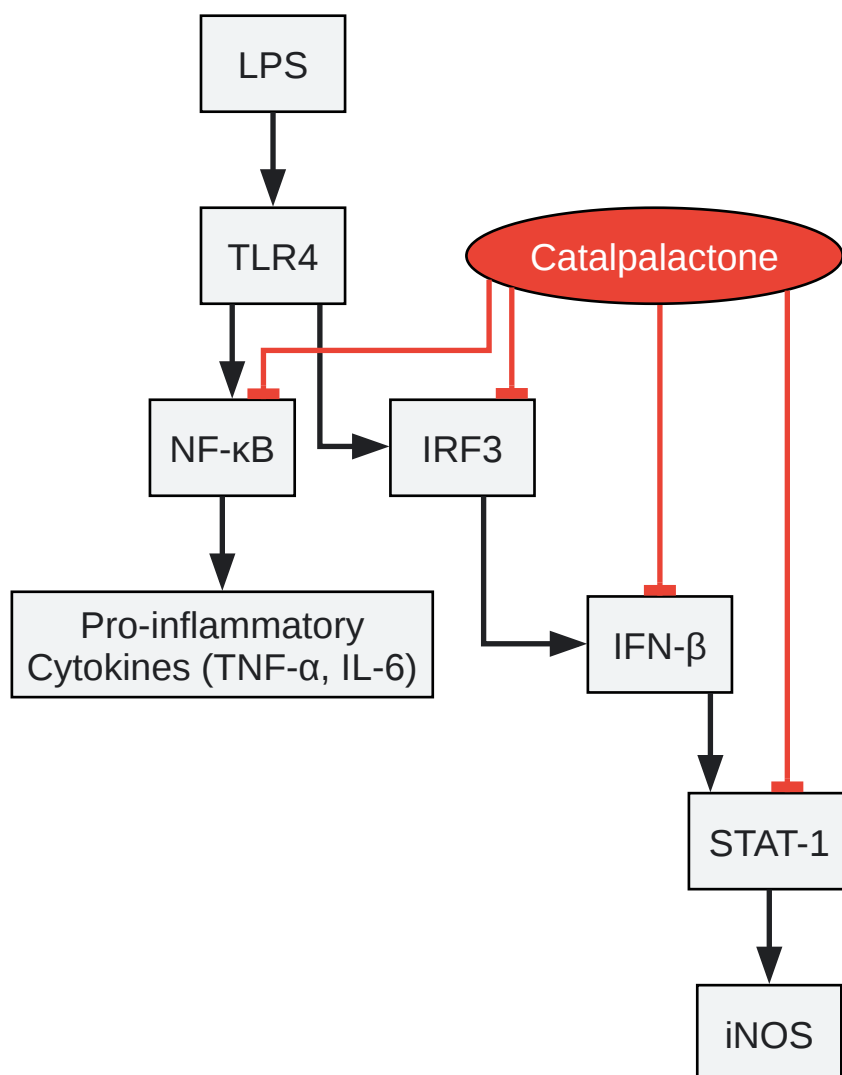 LPS
TLR4
Catalpalactone
NF-κB
IRF3
Pro-inflammatory
Cytokines (TNF-α, IL-6)
IFN-β
STAT-1
iNOS